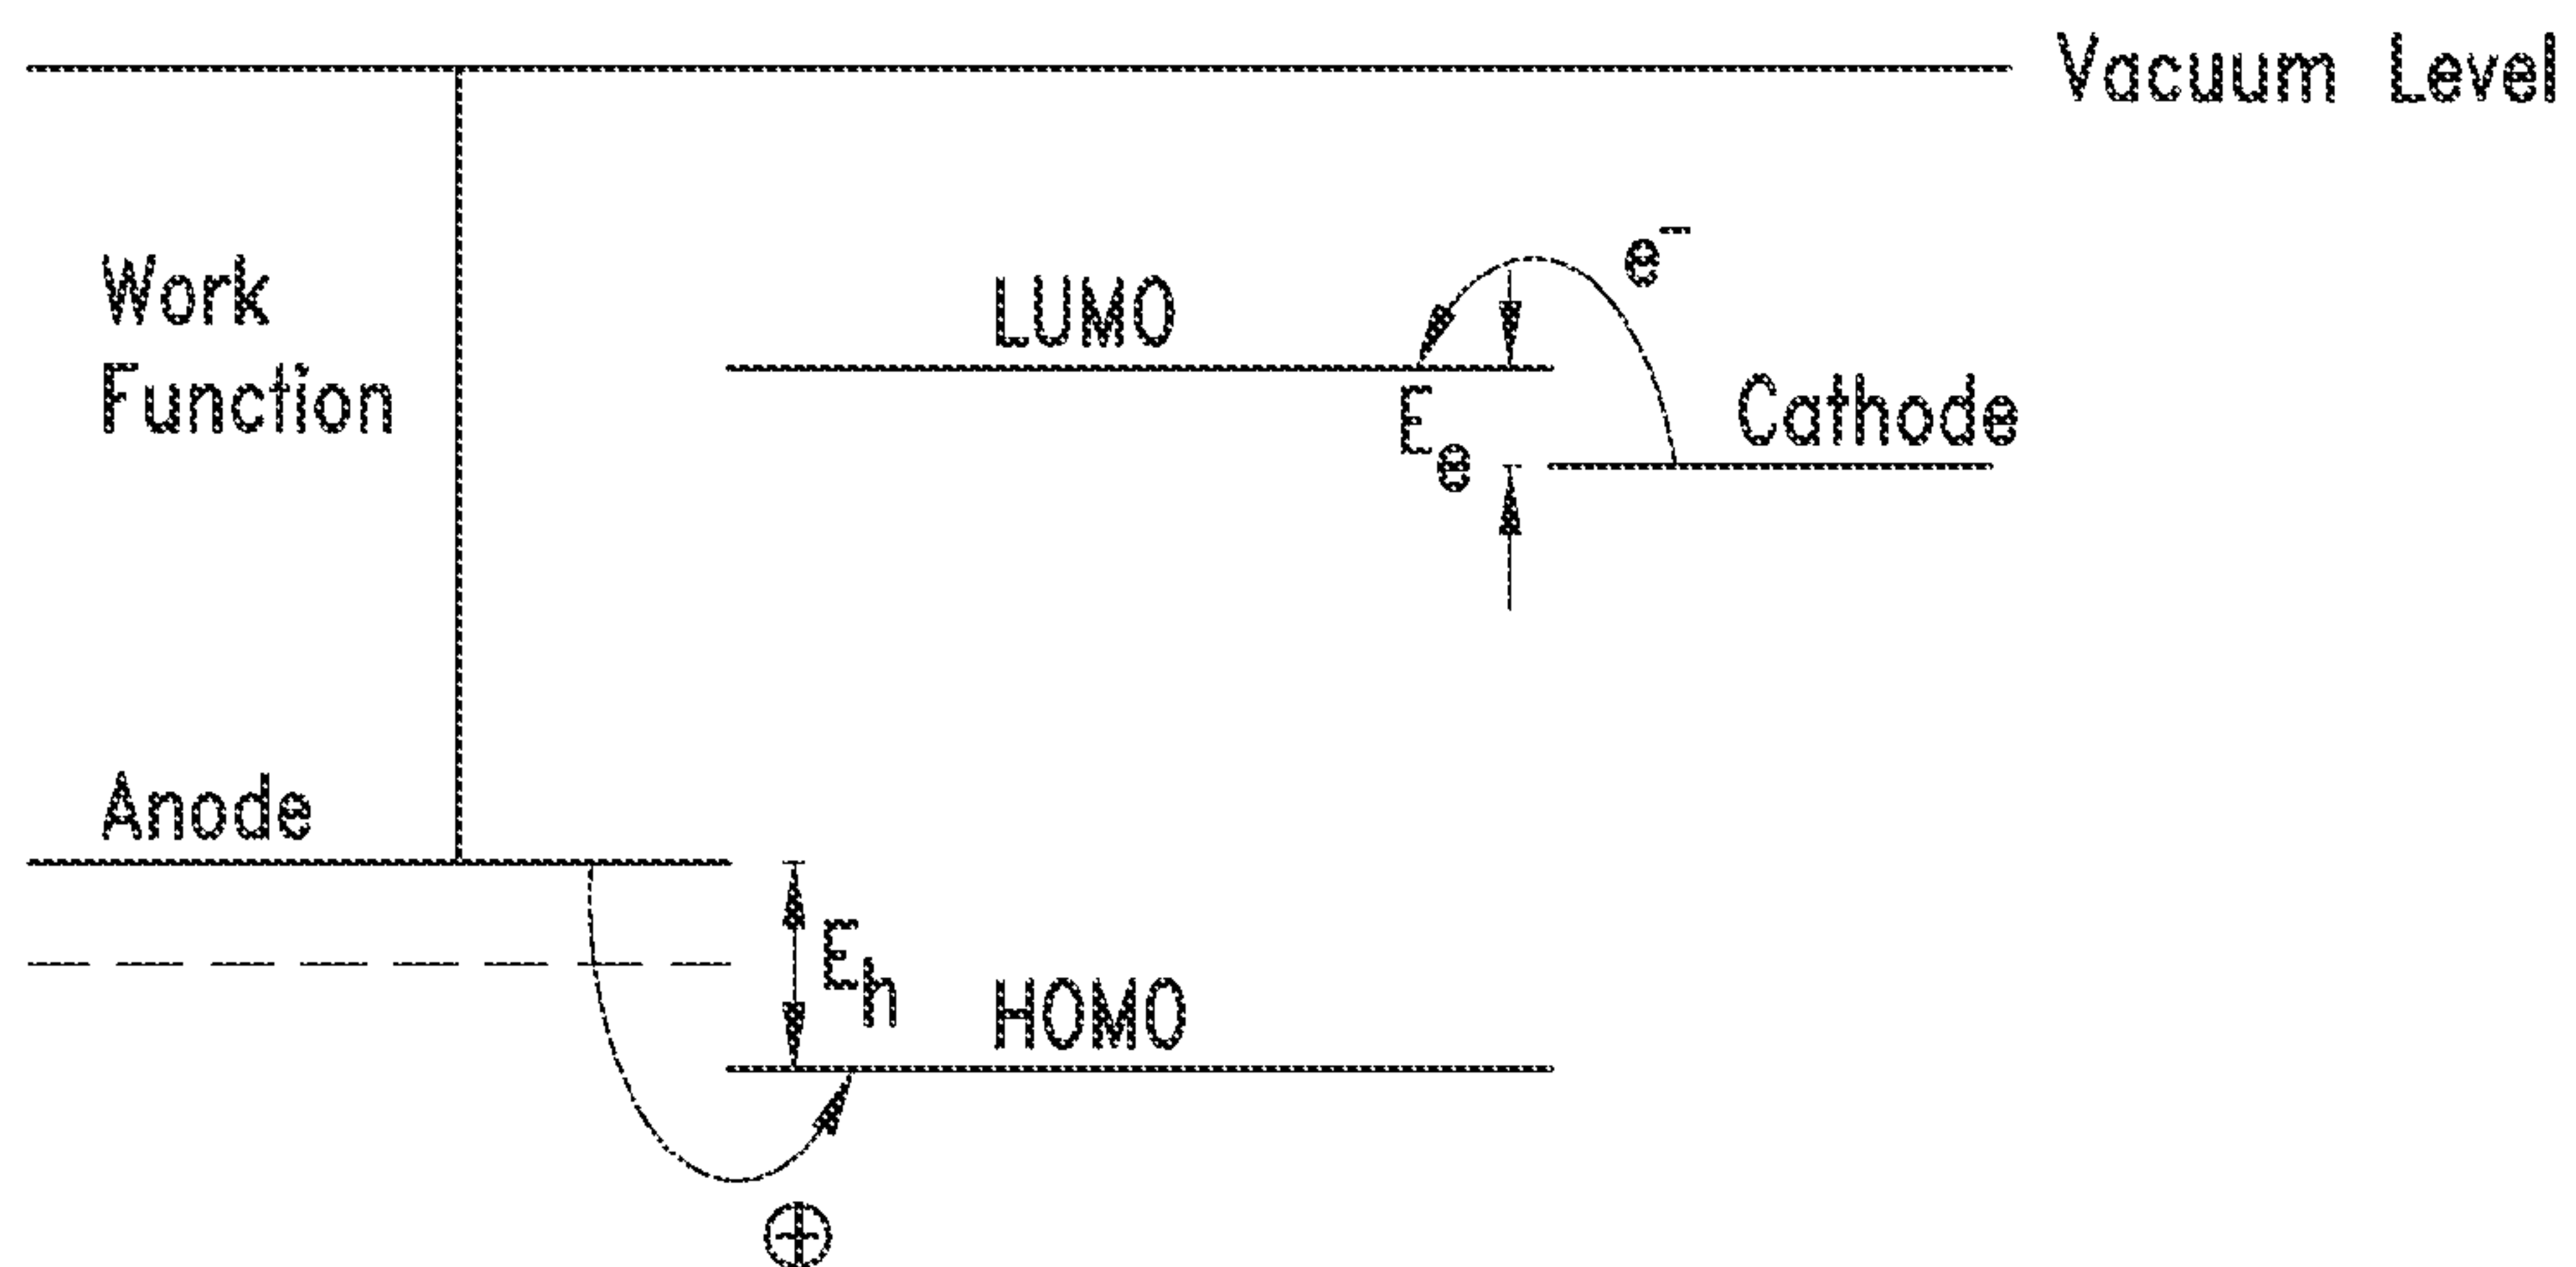 Vacuum Level
e⁻
Work
Function
LUMO
Cathode
Eₑ
Anode
Eₕ
HOMO
⊕